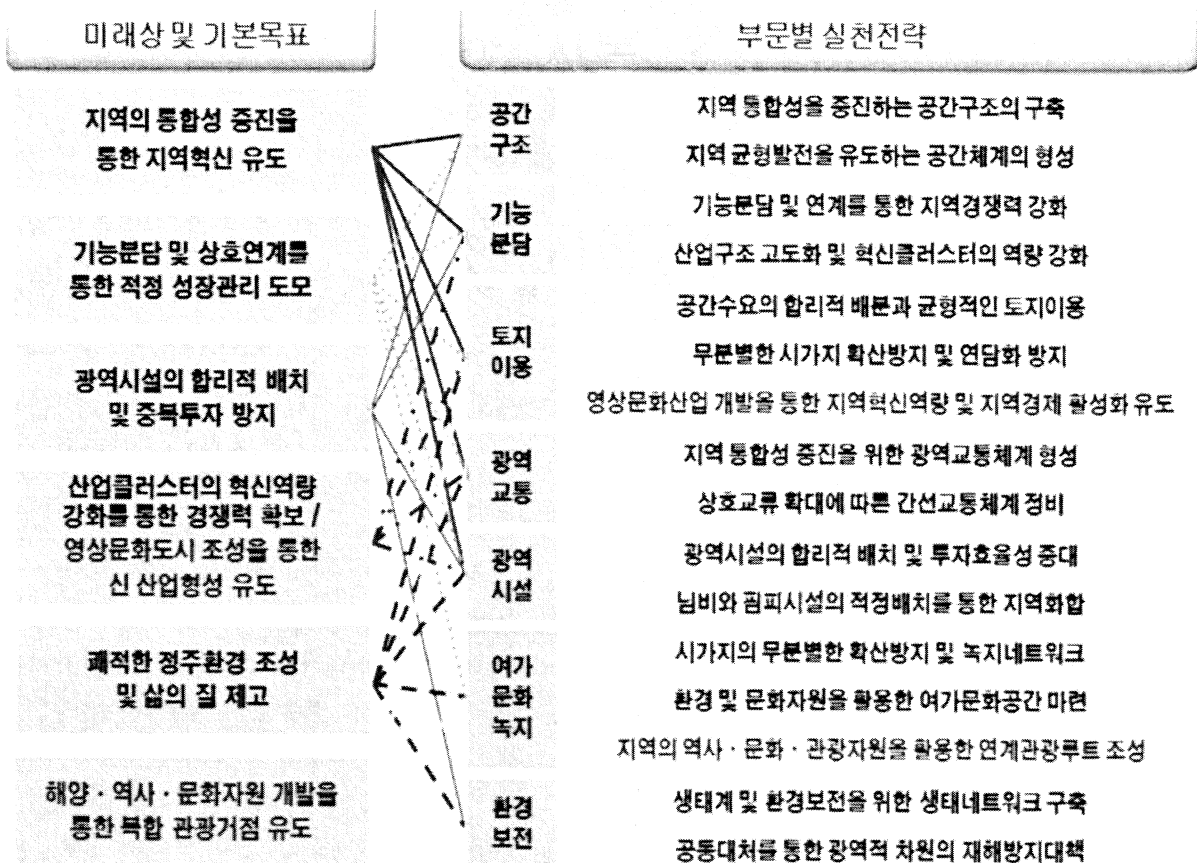 미래상 및 기본목표
부문별 실천전략
지역의 통합성 증진을
통한 지역혁신 유도
기능분담 및 상호연계를
통한 적정 성장관리 도모
광역시설의 합리적 배치
및 중복투자 방지
산업클러스터의 혁신역량
강화를 통한 경쟁력 확보 /
영상문화도시 조성을 통한
신 산업형성 유도
쾌적한 정주환경 조성
및 삶의 질 제고
해양 · 역사 · 문화자원 개발을
통한 복합 관광거점 유도
공간
구조
지역 통합성을 증진하는 공간구조의 구축
지역 균형발전을 유도하는 공간체계의 형성
기능
분담
기능분담 및 연계를 통한 지역경쟁력 강화
산업구조 고도화 및 혁신클러스터의 역량 강화
토지
이용
공간수요의 합리적 배분과 균형적인 토지이용
무분별한 시가지 확산방지 및 연담화 방지
영상문화산업 개발을 통한 지역혁신역량 및 지역경제 활성화 유도
광역
교통
지역 통합성 증진을 위한 광역교통체계 형성
상호교류 확대에 따른 간선교통체계 정비
광역
시설
광역시설의 합리적 배치 및 투자효율성 증대
님비와 핌피시설의 적정배치를 통한 지역화합
여가
문화
녹지
시가지의 무분별한 확산방지 및 녹지네트워크
환경 및 문화자원을 활용한 여가문화공간 마련
지역의 역사 · 문화 · 관광자원을 활용한 연계관광루트 조성
환경
보전
생태계 및 환경보전을 위한 생태네트워크 구축
공동대처를 통한 광역적 차원의 재해방지대책